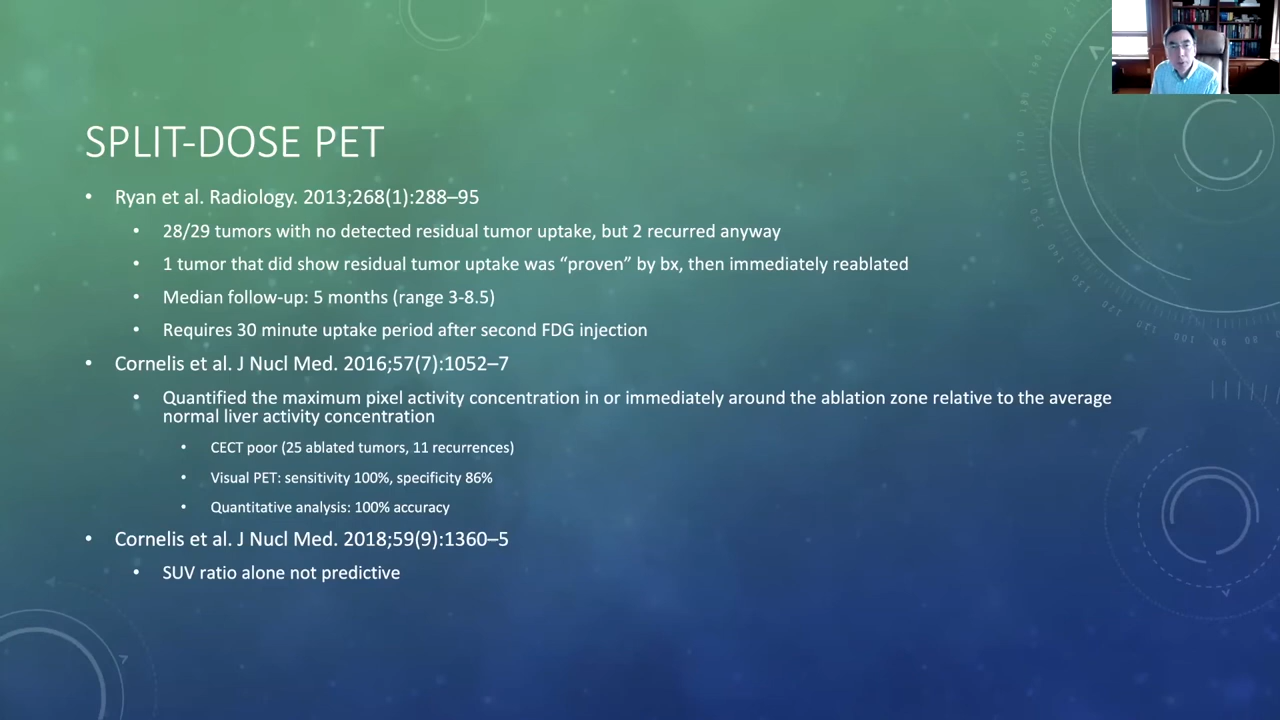 SPLIT-DOSE PET
• Ryan et al. Radiology. 2013;268(1):288–95
• 28/29 tumors with no detected residual tumor uptake, but 2 recurred anyway
• 1 tumor that did show residual tumor uptake was “proven” by bx, then immediately reablated
• Median follow-up: 5 months (range 3-8.5)
• Requires 30 minute uptake period after second FDG injection
• Cornelis et al. J Nucl Med. 2016;57(7):1052–7
• Quantified the maximum pixel activity concentration in or immediately around the ablation zone relative to the average
normal liver activity concentration
• CECT poor (25 ablated tumors, 11 recurrences)
• Visual PET: sensitivity 100%, specificity 86%
• Quantitative analysis: 100% accuracy
• Cornelis et al. J Nucl Med. 2018;59(9):1360–5
• SUV ratio alone not predictive